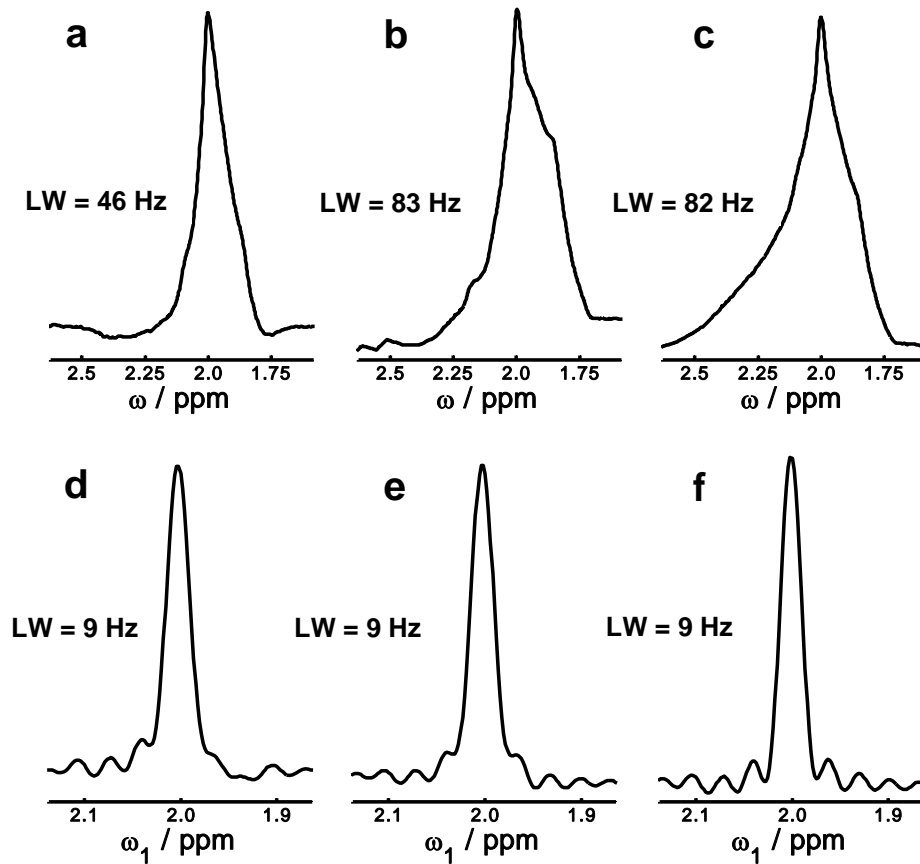 a
LW = 46 Hz
2.5 2.25 2.0 1.75
ω / ppm
b
LW = 83 Hz
2.5 2.25 2.0 1.75
ω / ppm
c
LW = 82 Hz
2.5 2.25 2.0 1.75
ω / ppm
d
LW = 9 Hz
2.1 2.0 1.9
ω₁ / ppm
e
LW = 9 Hz
2.1 2.0 1.9
ω₁ / ppm
f
LW = 9 Hz
2.1 2.0 1.9
ω₁ / ppm